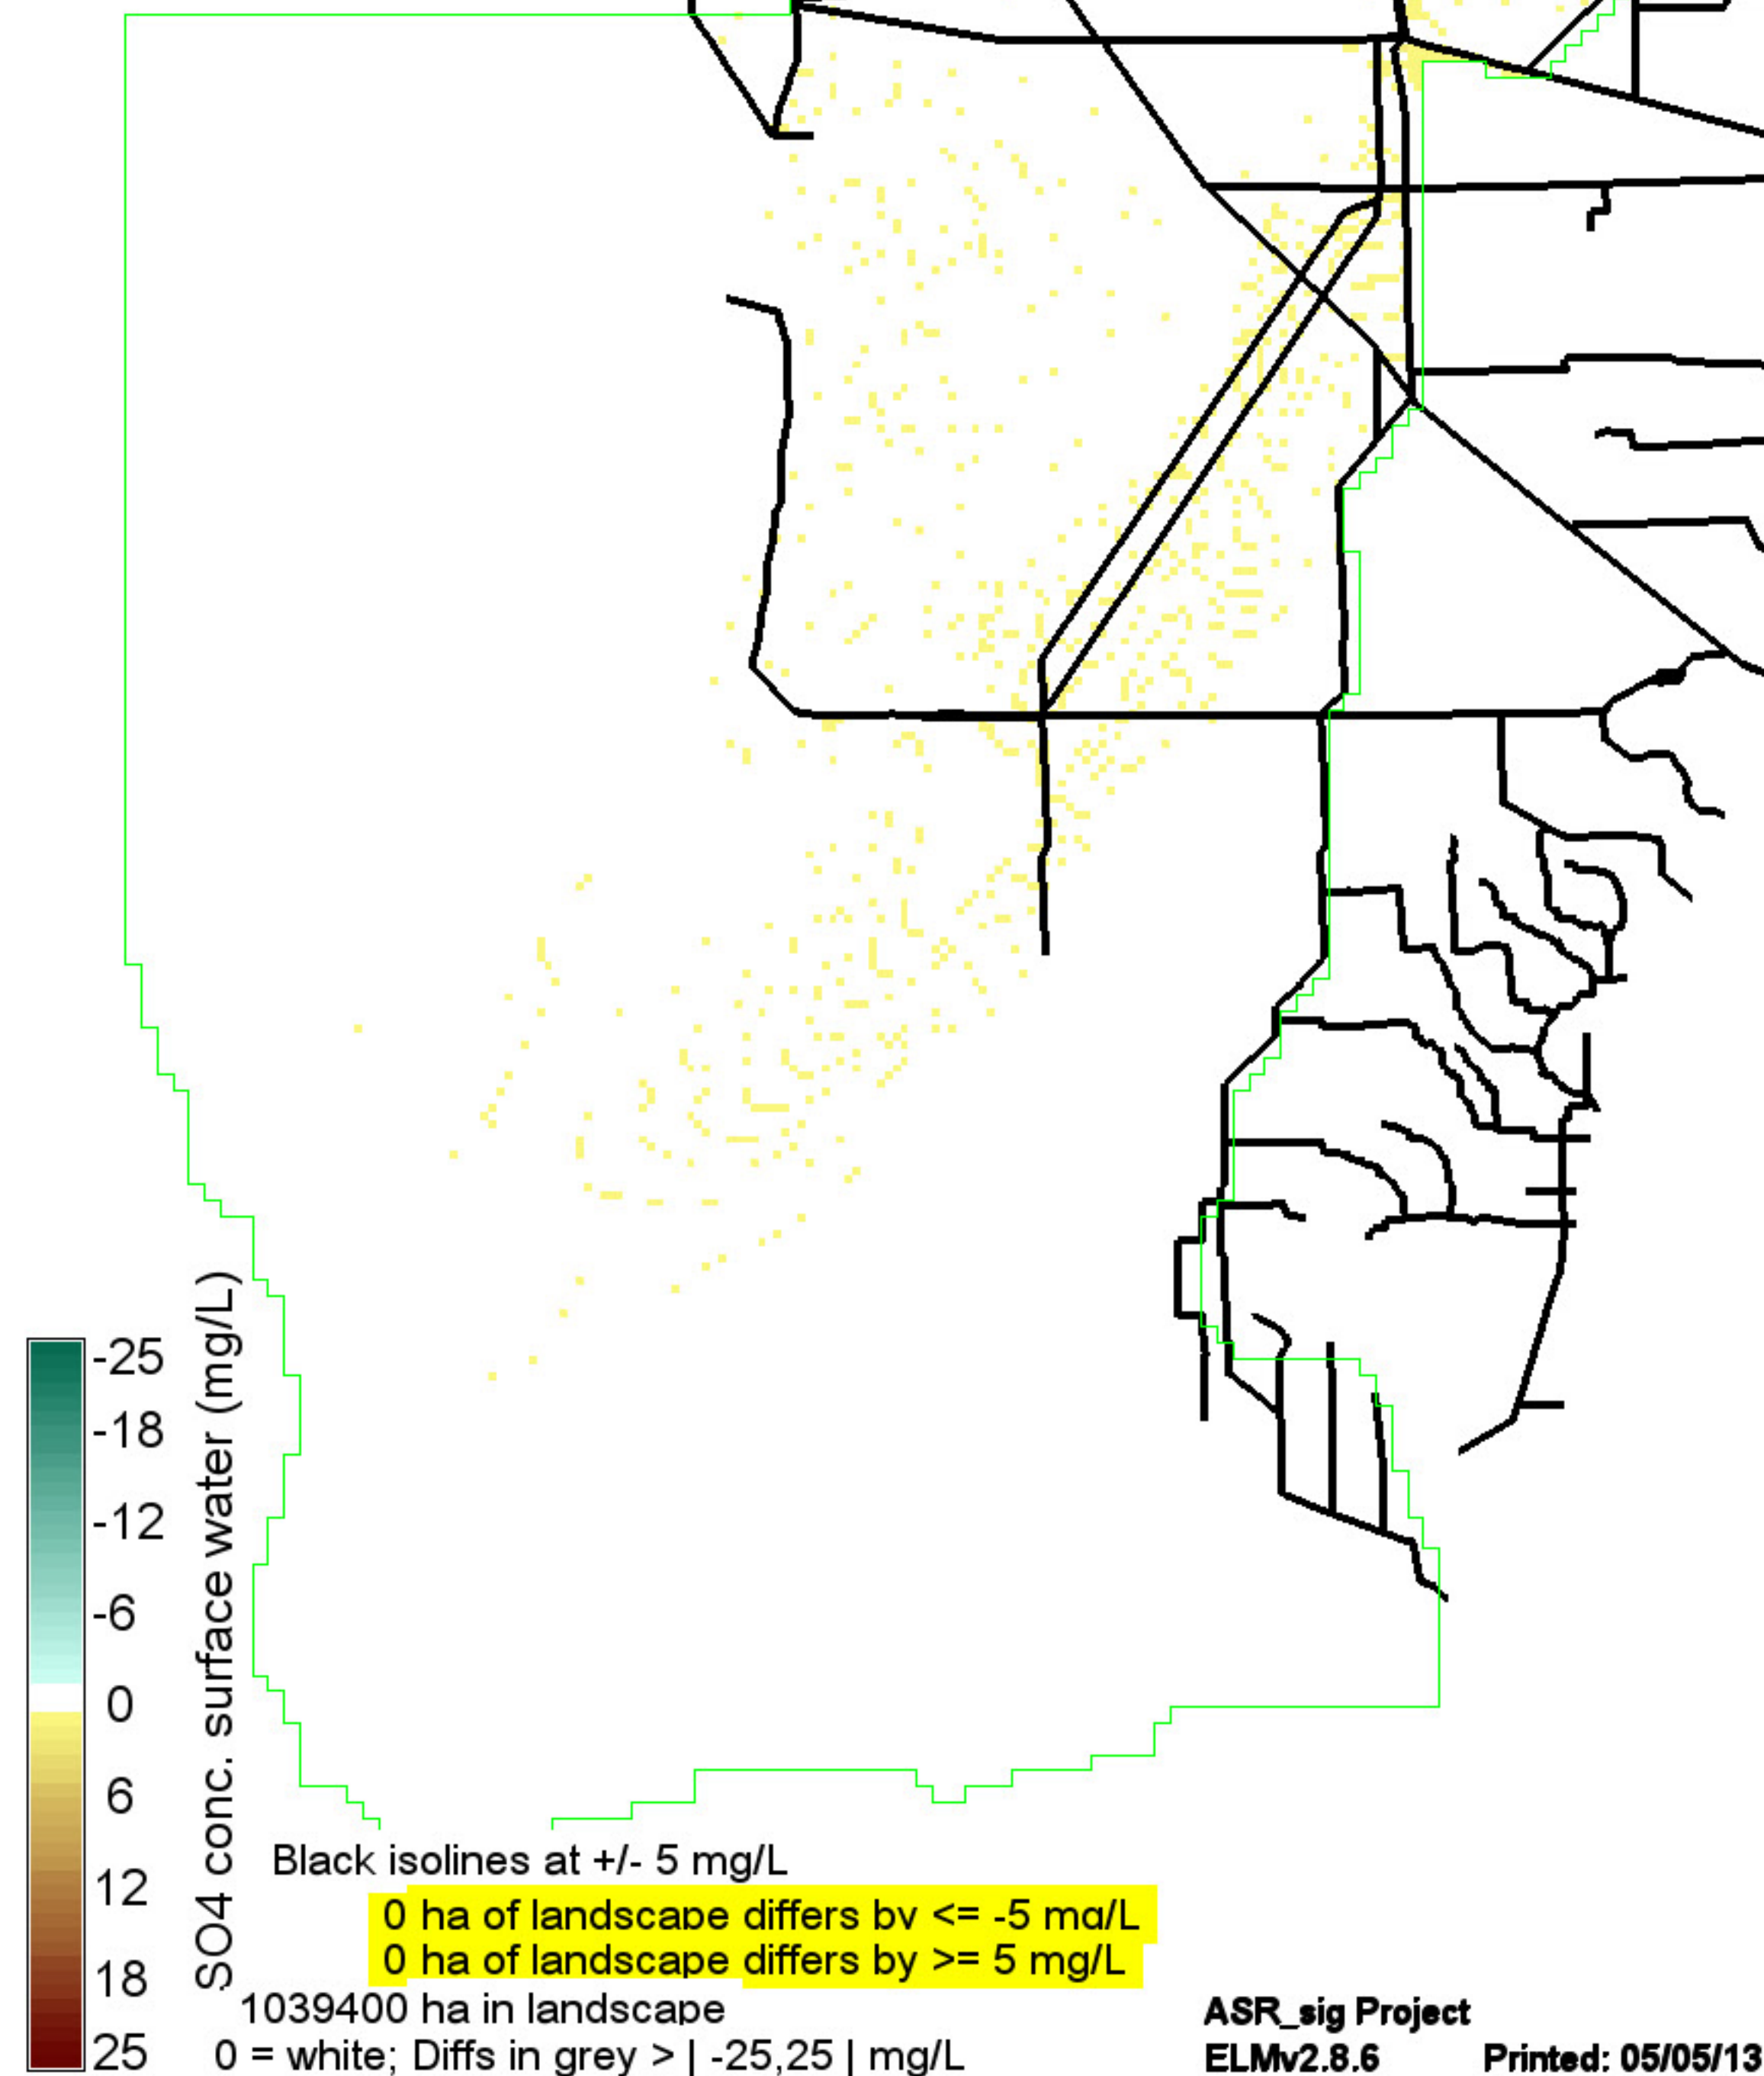 -25
-18
-12
-6
0
6
12
18
25
SO4 conc. surface water (mg/L)
Black isolines at +/- 5 mg/L
0 ha of landscape differs by <= -5 mg/L
0 ha of landscape differs by >= 5 mg/L
1039400 ha in landscape
0 = white; Diffs in grey > | -25,25 | mg/L
ASR_sig Project
ELMv2.8.6 Printed: 05/05/13